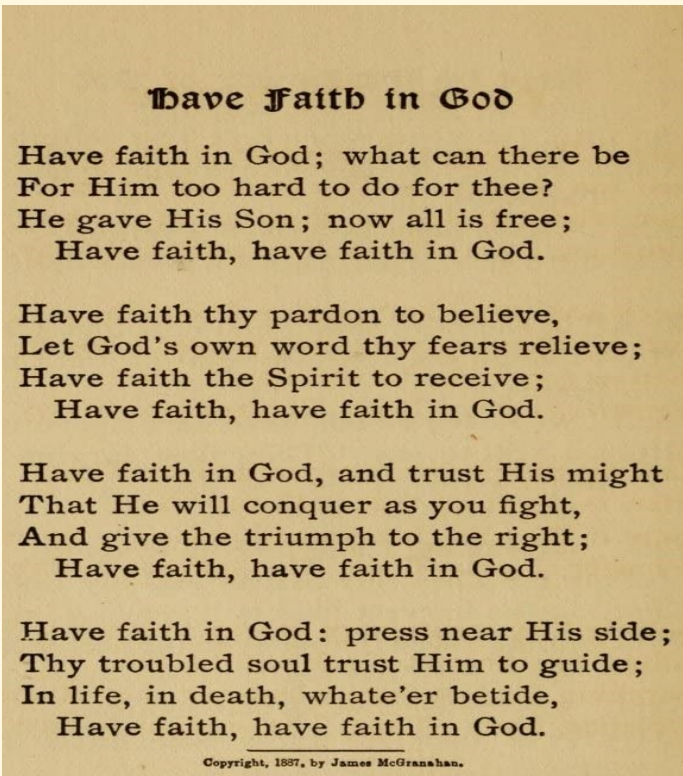 Have Faith in God
Have faith in God; what can there be
For Him too hard to do for thee?
He gave His Son; now all is free;
Have faith, have faith in God.
Have faith thy pardon to believe,
Let God's own word thy fears relieve;
Have faith the Spirit to receive;
Have faith, have faith in God.
Have faith in God, and trust His might
That He will conquer as you fight,
And give the triumph to the right;
Have faith, have faith in God.
Have faith in God: press near His side;
Thy troubled soul trust Him to guide;
In life, in death, whate'er betide,
Have faith, have faith in God.
Copyright, 1887, by James McGranahan.